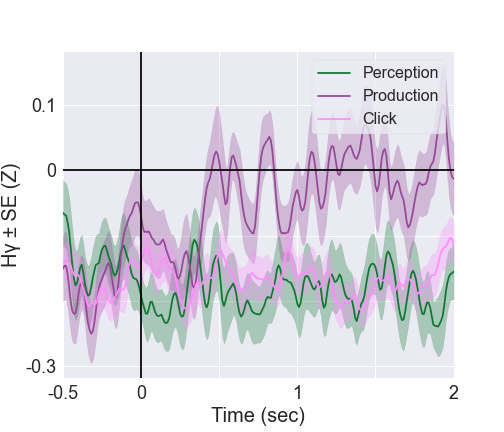 Perception
Production
Click
0.1
0
-0.3
Hγ ± SE (Z)
-0.5
0
1
2
Time (sec)